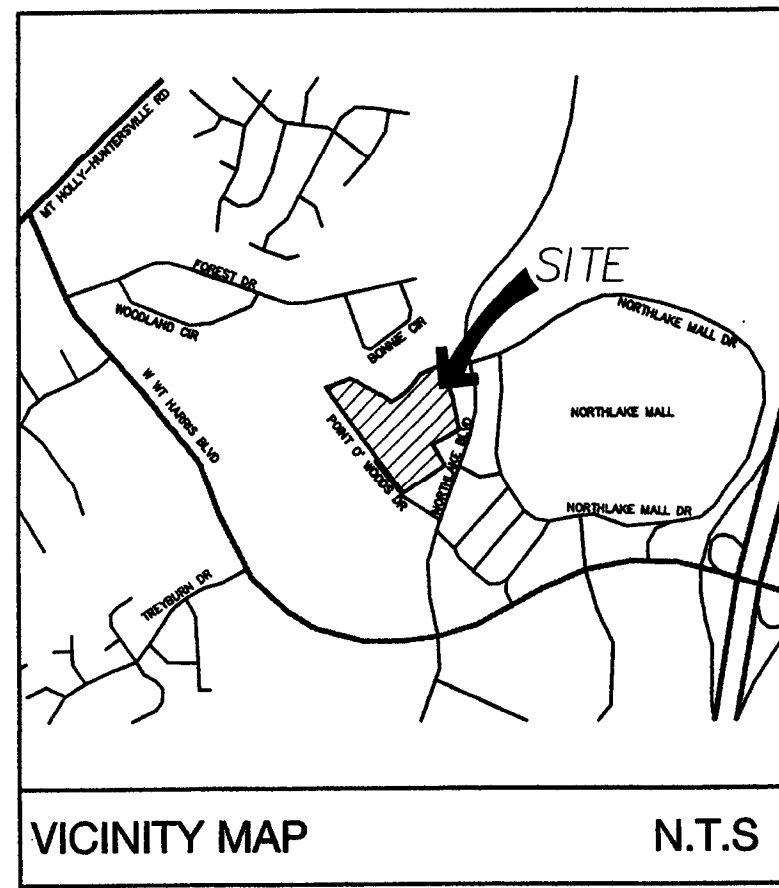 MT HOLLY-HUNTERSVILLE RD
FOREST DR
SITE
WOODLAND CIR
BONNIE CIR
NORTHLAKE MALL DR
W WT HARRIS BLVD
POINT O' WOODS DR
NORTHLAKE BLVD
NORTHLAKE MALL
NORTHLAKE MALL DR
TREYBURN DR
VICINITY MAP N.T.S